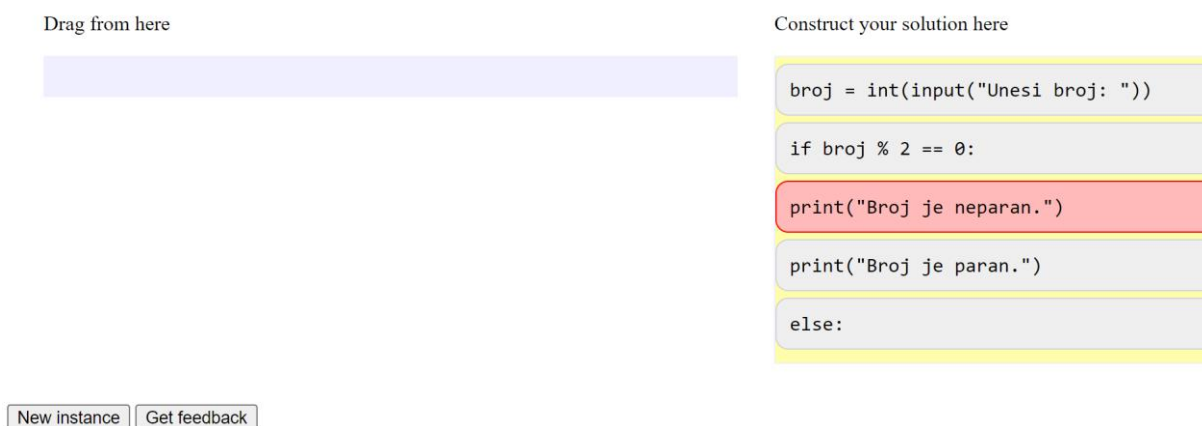 Drag from here
Construct your solution here
broj = int(input("Unesi broj: "))
if broj % 2 == 0:
print("Broj je neparan.")
print("Broj je paran.")
else:
New instance Get feedback